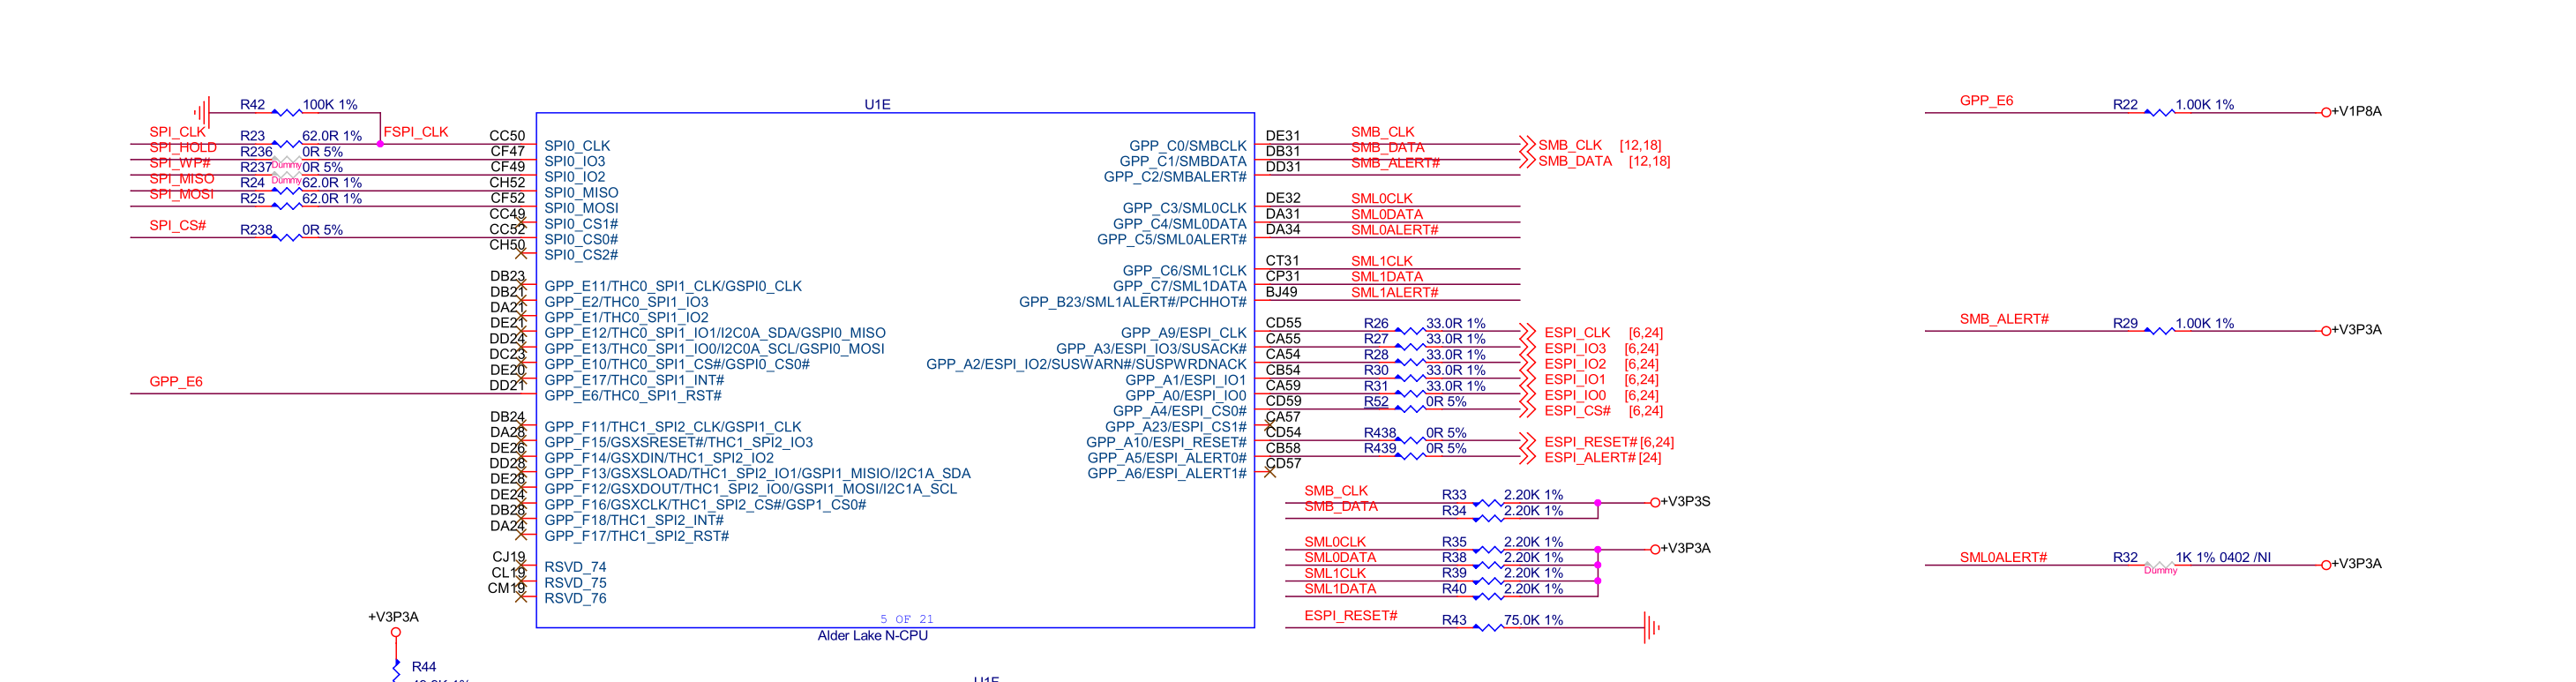 U1E
R42 100K 1%
SPI_CLK R23 62.0R 1% FSPI_CLK CC50 SPI0_CLK
SPI_HOLD R236 Dummy 0R 5% CF47 SPI0_IO3
SPI_WP# R237 Dummy 0R 5% CF49 SPI0_IO2
SPI_MISO R24 62.0R 1% CH52 SPI0_MISO
SPI_MOSI R25 62.0R 1% CF52 SPI0_MOSI
CC49 SPI0_CS1#
SPI_CS# R238 0R 5% CC52 SPI0_CS0#
CH50 SPI0_CS2#
DB23 GPP_E11/THC0_SPI1_CLK/GSPI0_CLK
DB21 GPP_E2/THC0_SPI1_IO3
DA21 GPP_E1/THC0_SPI1_IO2
DE21 GPP_E12/THC0_SPI1_IO1/I2C0A_SDA/GSPI0_MISO
DD24 GPP_E13/THC0_SPI1_IO0/I2C0A_SCL/GSPI0_MOSI
DC23 GPP_E10/THC0_SPI1_CS#/GSPI0_CS0#
DE20 GPP_E17/THC0_SPI1_INT#
GPP_E6 DD21 GPP_E6/THC0_SPI1_RST#
DB24 GPP_F11/THC1_SPI2_CLK/GSPI1_CLK
DA28 GPP_F15/GSXSRESET#/THC1_SPI2_IO3
DE26 GPP_F14/GSXDIN/THC1_SPI2_IO2
DD28 GPP_F13/GSXSLOAD/THC1_SPI2_IO1/GSPI1_MISIO/I2C1A_SDA
DE28 GPP_F12/GSXDOUT/THC1_SPI2_IO0/GSPI1_MOSI/I2C1A_SCL
DE24 GPP_F16/GSXCLK/THC1_SPI2_CS#/GSP1_CS0#
DB28 GPP_F18/THC1_SPI2_INT#
DA24 GPP_F17/THC1_SPI2_RST#
CJ19 RSVD_74
CL19 RSVD_75
CM19 RSVD_76
GPP_C0/SMBCLK DE31 SMB_CLK SMB_CLK [12,18]
GPP_C1/SMBDATA DB31 SMB_DATA SMB_DATA [12,18]
GPP_C2/SMBALERT# DD31 SMB_ALERT#
GPP_C3/SML0CLK DE32 SML0CLK
GPP_C4/SML0DATA DA31 SML0DATA
GPP_C5/SML0ALERT# DA34 SML0ALERT#
GPP_C6/SML1CLK CT31 SML1CLK
GPP_C7/SML1DATA CP31 SML1DATA
GPP_B23/SML1ALERT#/PCHHOT# BJ49 SML1ALERT#
GPP_A9/ESPI_CLK CD55 R26 33.0R 1% ESPI_CLK [6,24]
GPP_A3/ESPI_IO3/SUSACK# CA55 R27 33.0R 1% ESPI_IO3 [6,24]
GPP_A2/ESPI_IO2/SUSWARN#/SUSPWRDNACK CA54 R28 33.0R 1% ESPI_IO2 [6,24]
GPP_A1/ESPI_IO1 CB54 R30 33.0R 1% ESPI_IO1 [6,24]
GPP_A0/ESPI_IO0 CA59 R31 33.0R 1% ESPI_IO0 [6,24]
GPP_A4/ESPI_CS0# CD59 R52 0R 5% ESPI_CS# [6,24]
GPP_A23/ESPI_CS1# CA57
GPP_A10/ESPI_RESET# CD54 R438 0R 5% ESPI_RESET# [6,24]
GPP_A5/ESPI_ALERT0# CB58 R439 0R 5% ESPI_ALERT# [24]
GPP_A6/ESPI_ALERT1# CD57
SMB_CLK R33 2.20K 1% +V3P3S
SMB_DATA R34 2.20K 1%
SML0CLK R35 2.20K 1% +V3P3A
SML0DATA R38 2.20K 1%
SML1CLK R39 2.20K 1%
SML1DATA R40 2.20K 1%
ESPI_RESET# R43 75.0K 1%
5 OF 21
Alder Lake N-CPU
GPP_E6 R22 1.00K 1% +V1P8A
SMB_ALERT# R29 1.00K 1% +V3P3A
SML0ALERT# R32 Dummy 1K 1% 0402 /NI +V3P3A
+V3P3A
R44